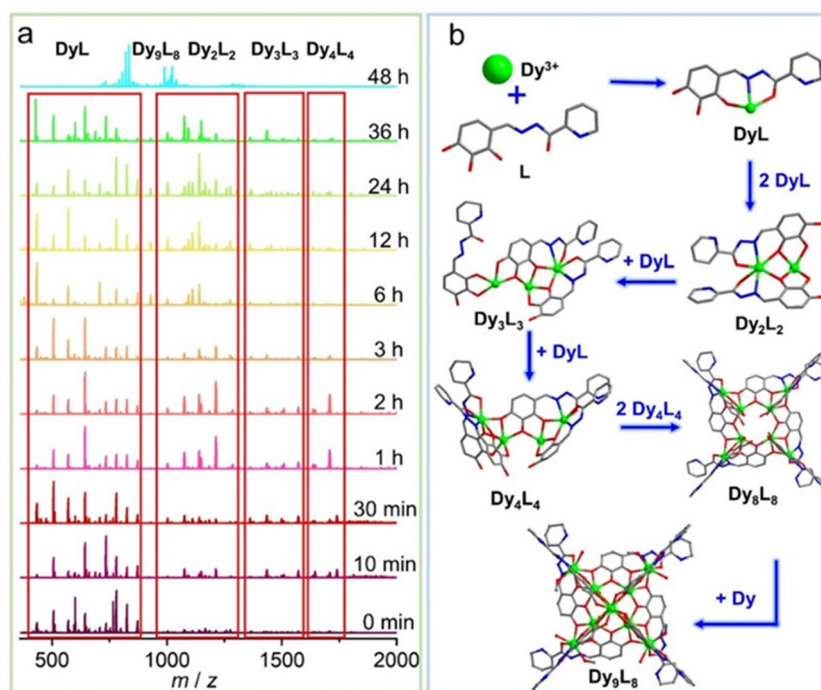 a
DyL Dy₉L₈ Dy₂L₂ Dy₃L₃ Dy₄L₄
48 h
36 h
24 h
12 h
6 h
3 h
2 h
1 h
30 min
10 min
0 min
500 1000 1500 2000
m / z
b
Dy³⁺
+
L
DyL
2 DyL
Dy₂L₂
+ DyL
Dy₃L₃
+ DyL
Dy₄L₄
2 Dy₄L₄
Dy₈L₈
+ Dy
Dy₉L₈